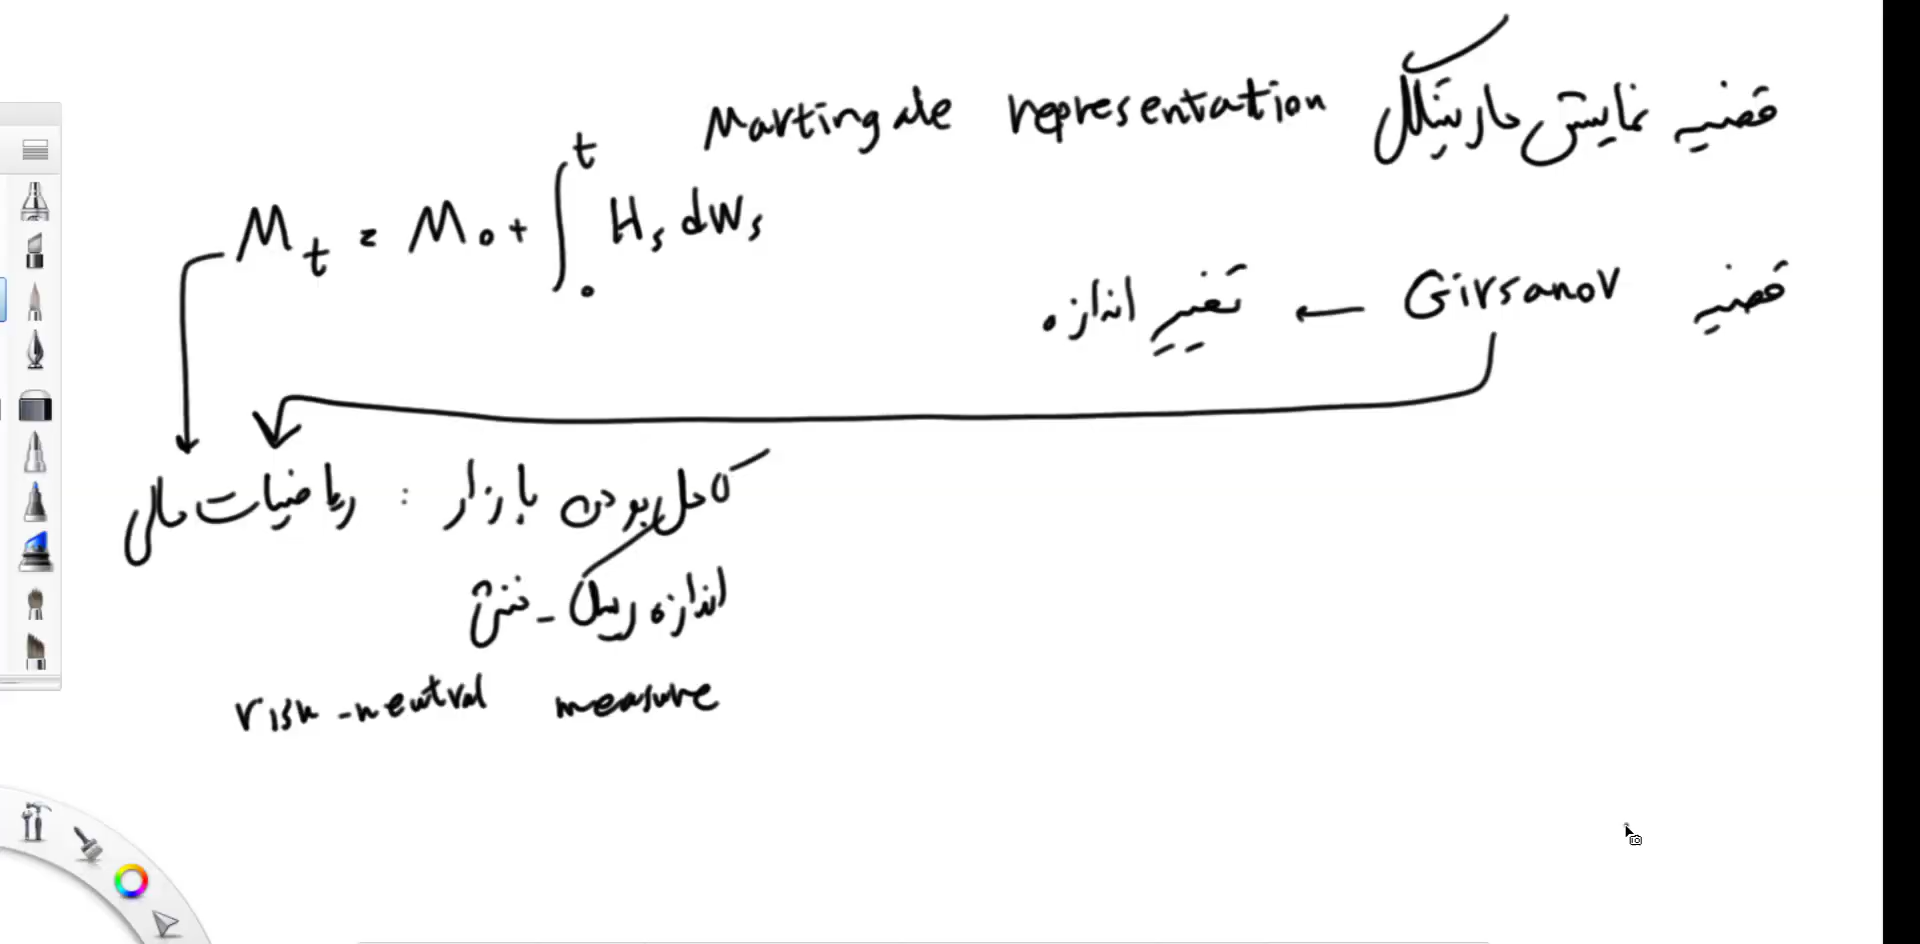 قضیه نمایش مارتینگل Martingale representation
M_t = M_0 + ∫_0^t H_s dW_s
قضیه Girsanov ← تغییر اندازه
ریاضیات مالی : کامل بودن بازار
اندازه ریسک - خنثی
risk-neutral measure